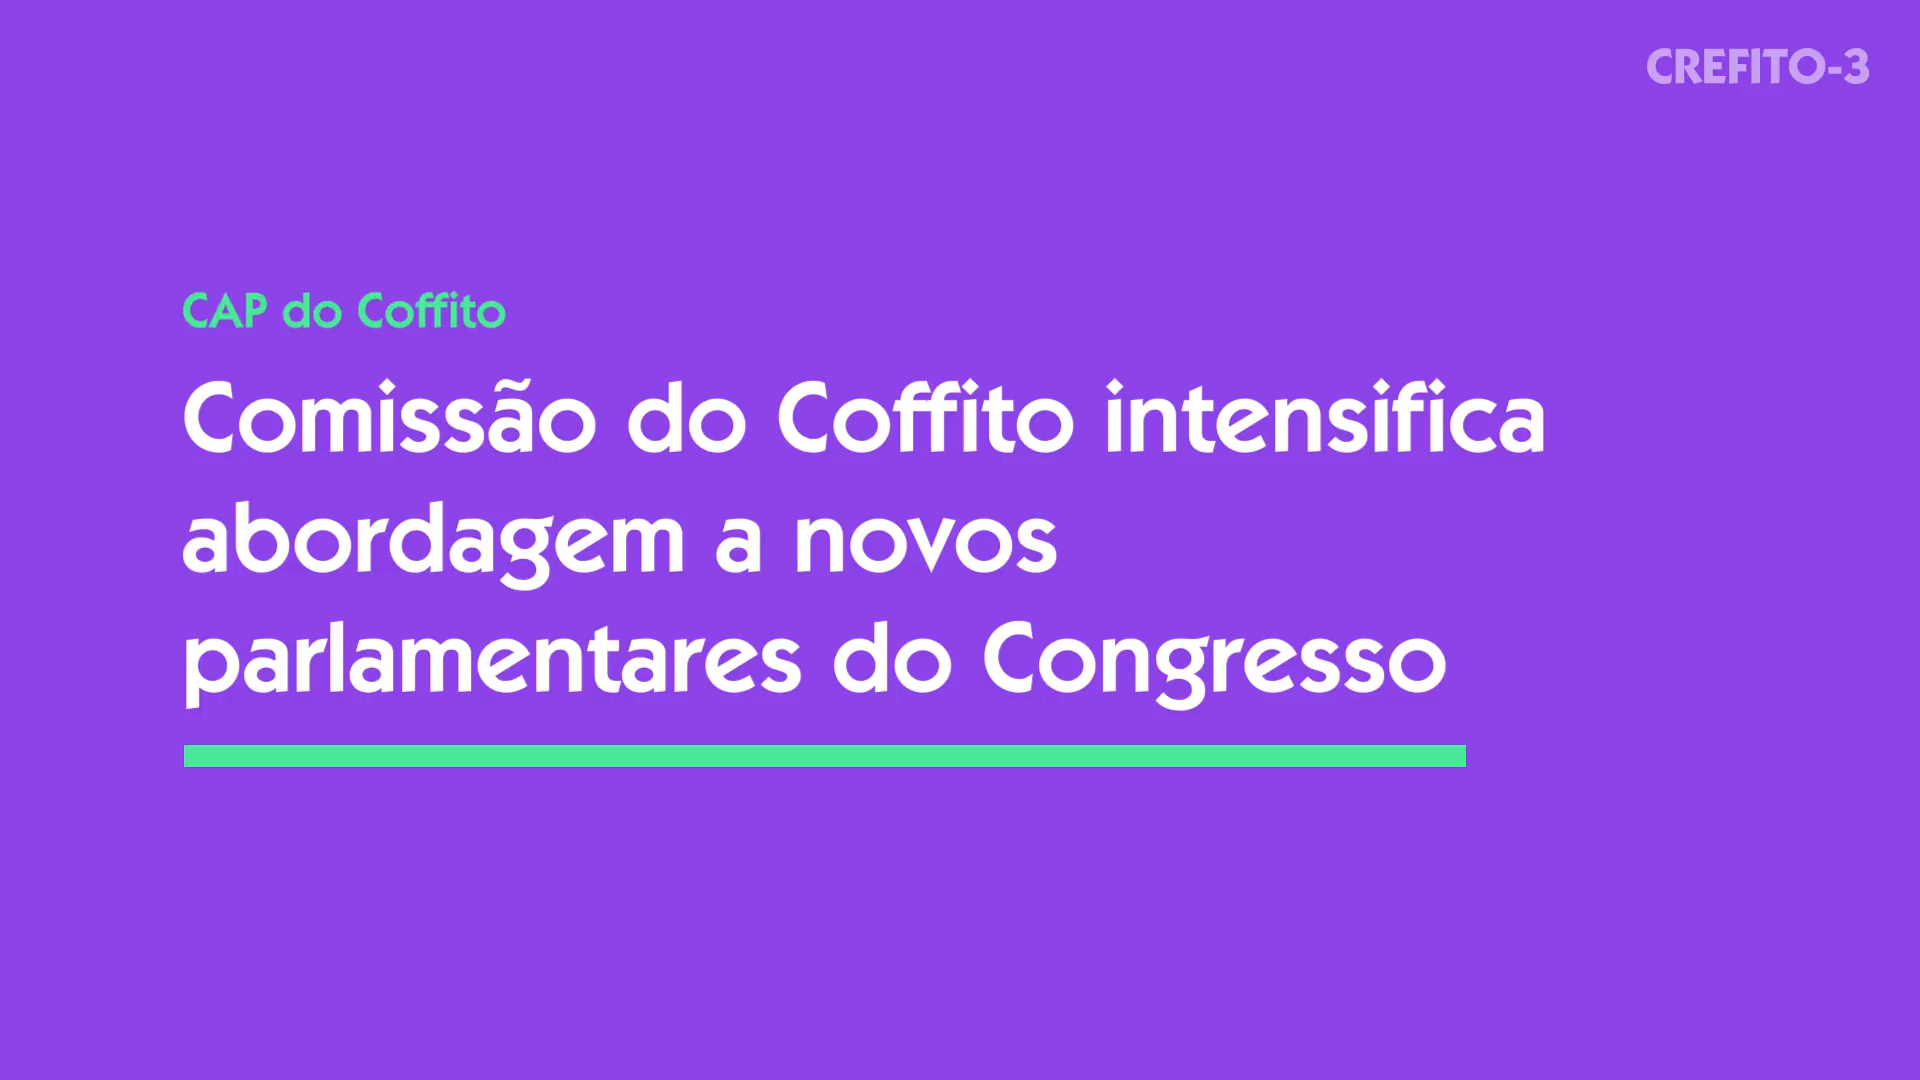 CREFITO-3
CAP do Coffito
Comissão do Coffito intensifica
abordagem a novos
parlamentares do Congresso